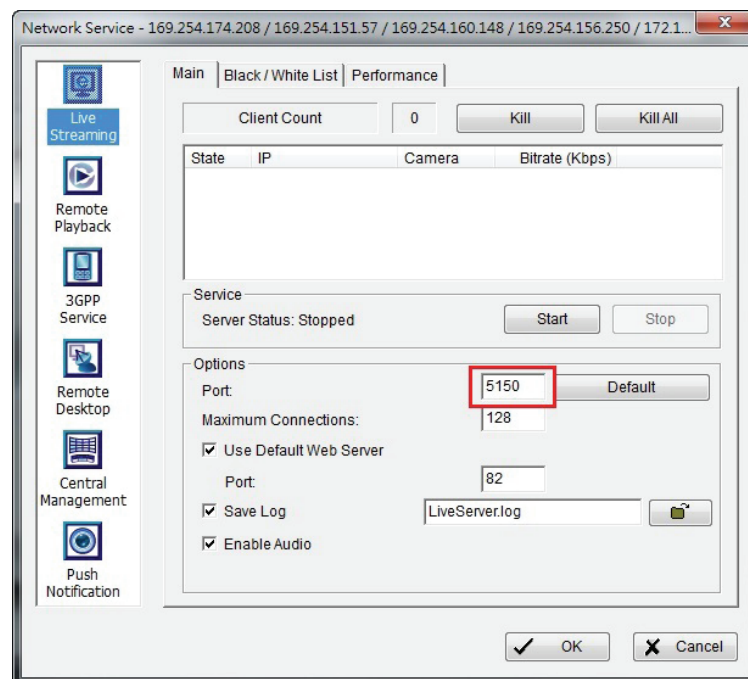 Network Service - 169.254.174.208 / 169.254.151.57 / 169.254.160.148 / 169.254.156.250 / 172.1...
Live
Streaming
Remote
Playback
3GPP
Service
Remote
Desktop
Central
Management
Push
Notification
Main Black / White List Performance
Client Count 0 Kill Kill All
State IP Camera Bitrate (Kbps)
Service
Server Status: Stopped Start Stop
Options
Port: 5150 Default
Maximum Connections: 128
Use Default Web Server
Port: 82
Save Log LiveServer.log
Enable Audio
OK Cancel